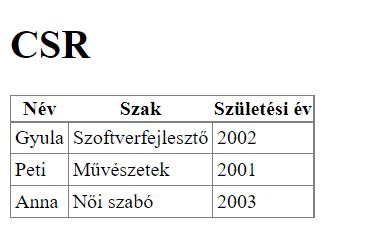 CSR
Név Szak Születési év
Gyula Szoftverfejlesztő 2002
Peti Művészetek 2001
Anna Női szabó 2003